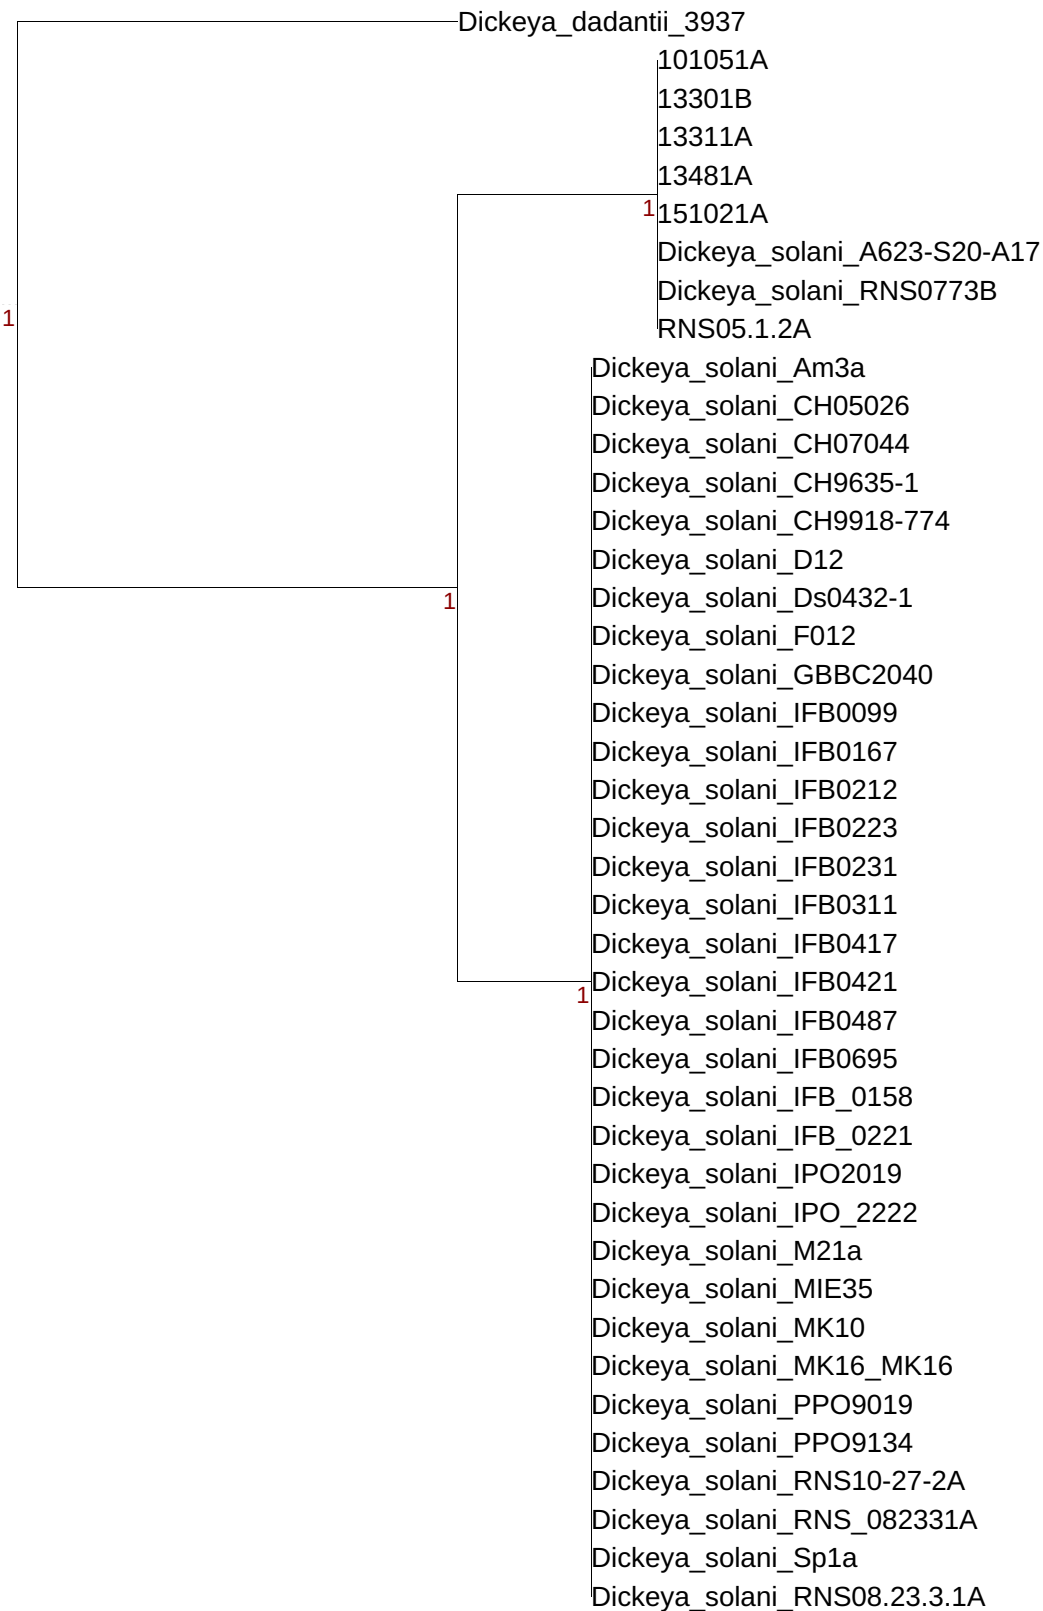 Dickeya_dadantii_3937
101051A
13301B
13311A
13481A
1
151021A
Dickeya_solani_A623-S20-A17
Dickeya_solani_RNS0773B
1
RNS05.1.2A
Dickeya_solani_Am3a
Dickeya_solani_CH05026
Dickeya_solani_CH07044
Dickeya_solani_CH9635-1
Dickeya_solani_CH9918-774
Dickeya_solani_D12
1
Dickeya_solani_Ds0432-1
Dickeya_solani_F012
Dickeya_solani_GBBC2040
Dickeya_solani_IFB0099
Dickeya_solani_IFB0167
Dickeya_solani_IFB0212
Dickeya_solani_IFB0223
Dickeya_solani_IFB0231
Dickeya_solani_IFB0311
Dickeya_solani_IFB0417
Dickeya_solani_IFB0421
1
Dickeya_solani_IFB0487
Dickeya_solani_IFB0695
Dickeya_solani_IFB_0158
Dickeya_solani_IFB_0221
Dickeya_solani_IPO2019
Dickeya_solani_IPO_2222
Dickeya_solani_M21a
Dickeya_solani_MIE35
Dickeya_solani_MK10
Dickeya_solani_MK16_MK16
Dickeya_solani_PPO9019
Dickeya_solani_PPO9134
Dickeya_solani_RNS10-27-2A
Dickeya_solani_RNS_082331A
Dickeya_solani_Sp1a
Dickeya_solani_RNS08.23.3.1A